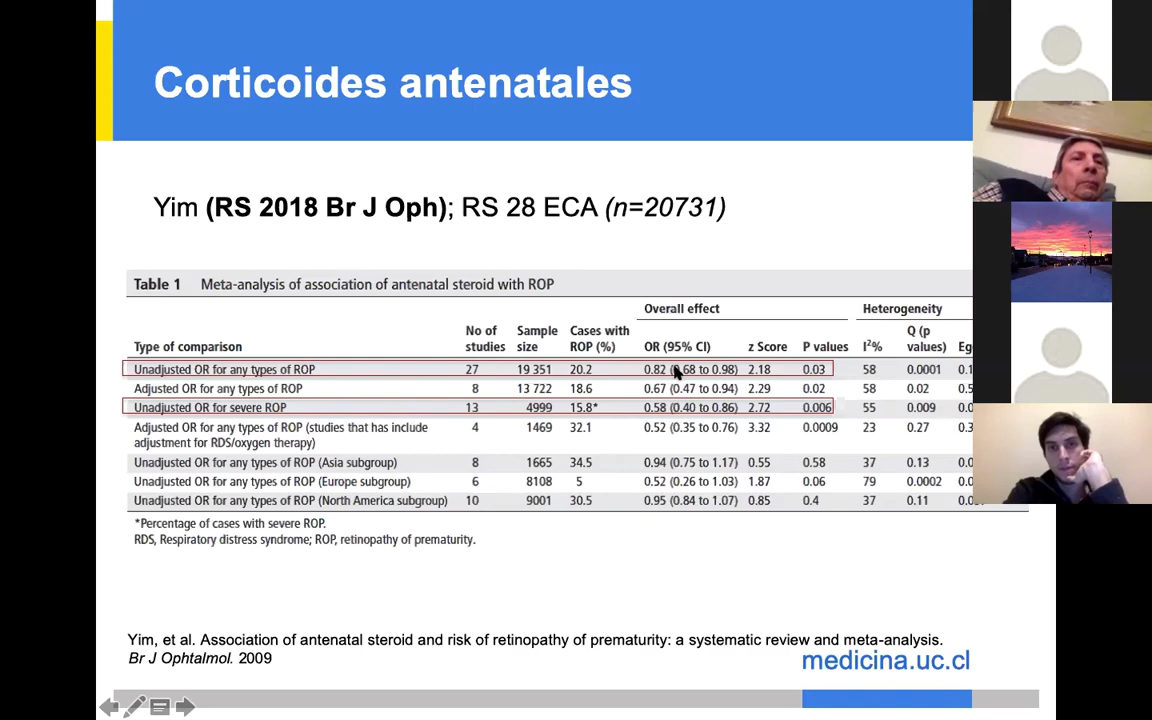 Corticoides antenatales
Yim (RS 2018 Br J Oph); RS 28 ECA (n=20731)
Table 1 Meta-analysis of association of antenatal steroid with ROP
Overall effect Heterogeneity
No of Sample Cases with Q (p
Type of comparison studies size ROP (%) OR (95% CI) z Score P values I²% values)
Unadjusted OR for any types of ROP 27 19 351 20.2 0.82 (0.68 to 0.98) 2.18 0.03 58 0.0001
Adjusted OR for any types of ROP 8 13 722 18.6 0.67 (0.47 to 0.94) 2.29 0.02 58 0.02
Unadjusted OR for severe ROP 13 4999 15.8* 0.58 (0.40 to 0.86) 2.72 0.006 55 0.009
Adjusted OR for any types of ROP (studies that has include 4 1469 32.1 0.52 (0.35 to 0.76) 3.32 0.0009 23 0.27
adjustment for RDS/oxygen therapy)
Unadjusted OR for any types of ROP (Asia subgroup) 8 1665 34.5 0.94 (0.75 to 1.17) 0.55 0.58 37 0.13
Unadjusted OR for any types of ROP (Europe subgroup) 6 8108 5 0.52 (0.26 to 1.03) 1.87 0.06 79 0.0002
Unadjusted OR for any types of ROP (North America subgroup) 10 9001 30.5 0.95 (0.84 to 1.07) 0.85 0.4 37 0.11
*Percentage of cases with severe ROP.
RDS, Respiratory distress syndrome; ROP, retinopathy of prematurity.
Yim, et al. Association of antenatal steroid and risk of retinopathy of prematurity: a systematic review and meta-analysis.
Br J Ophtalmol. 2009
medicina.uc.cl